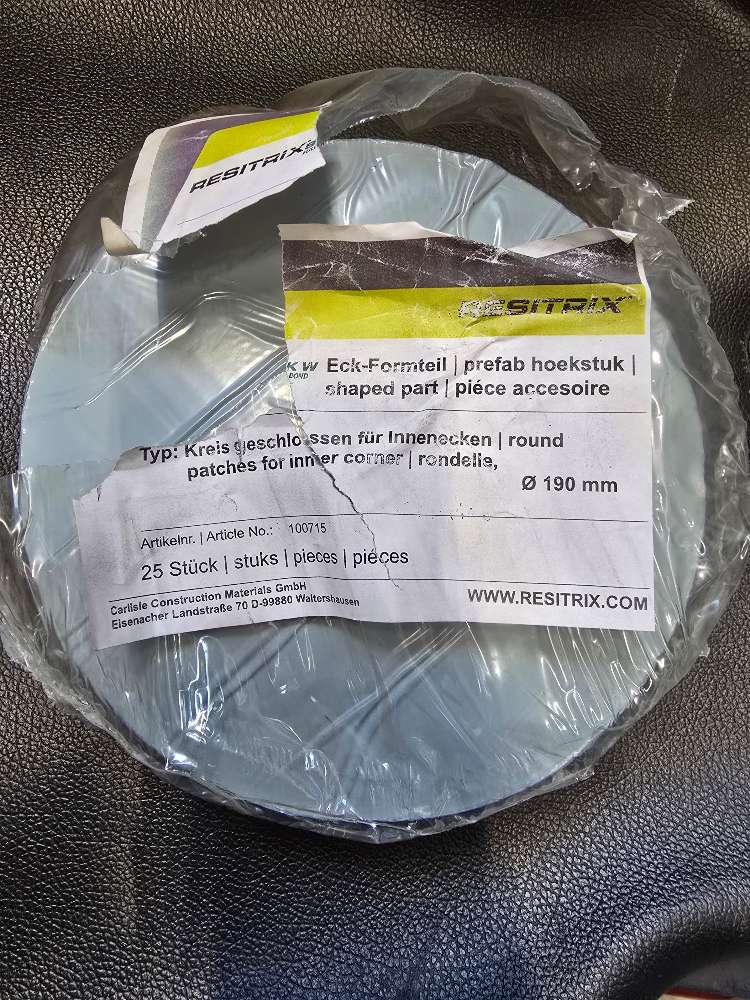 RESITRIX
RESITRIX
KW Eck-Formteil | prefab hoekstuk |
BOND shaped part | piéce accesoire
Typ: Kreis geschlossen für Innenecken | round
patches for inner corner | rondelle,
Ø 190 mm
Artikelnr. | Article No.: 100715
25 Stück | stuks | pieces | piéces
Carlisle Construction Materials GmbH
Eisenacher Landstraße 70 D-99880 Waltershausen
WWW.RESITRIX.COM